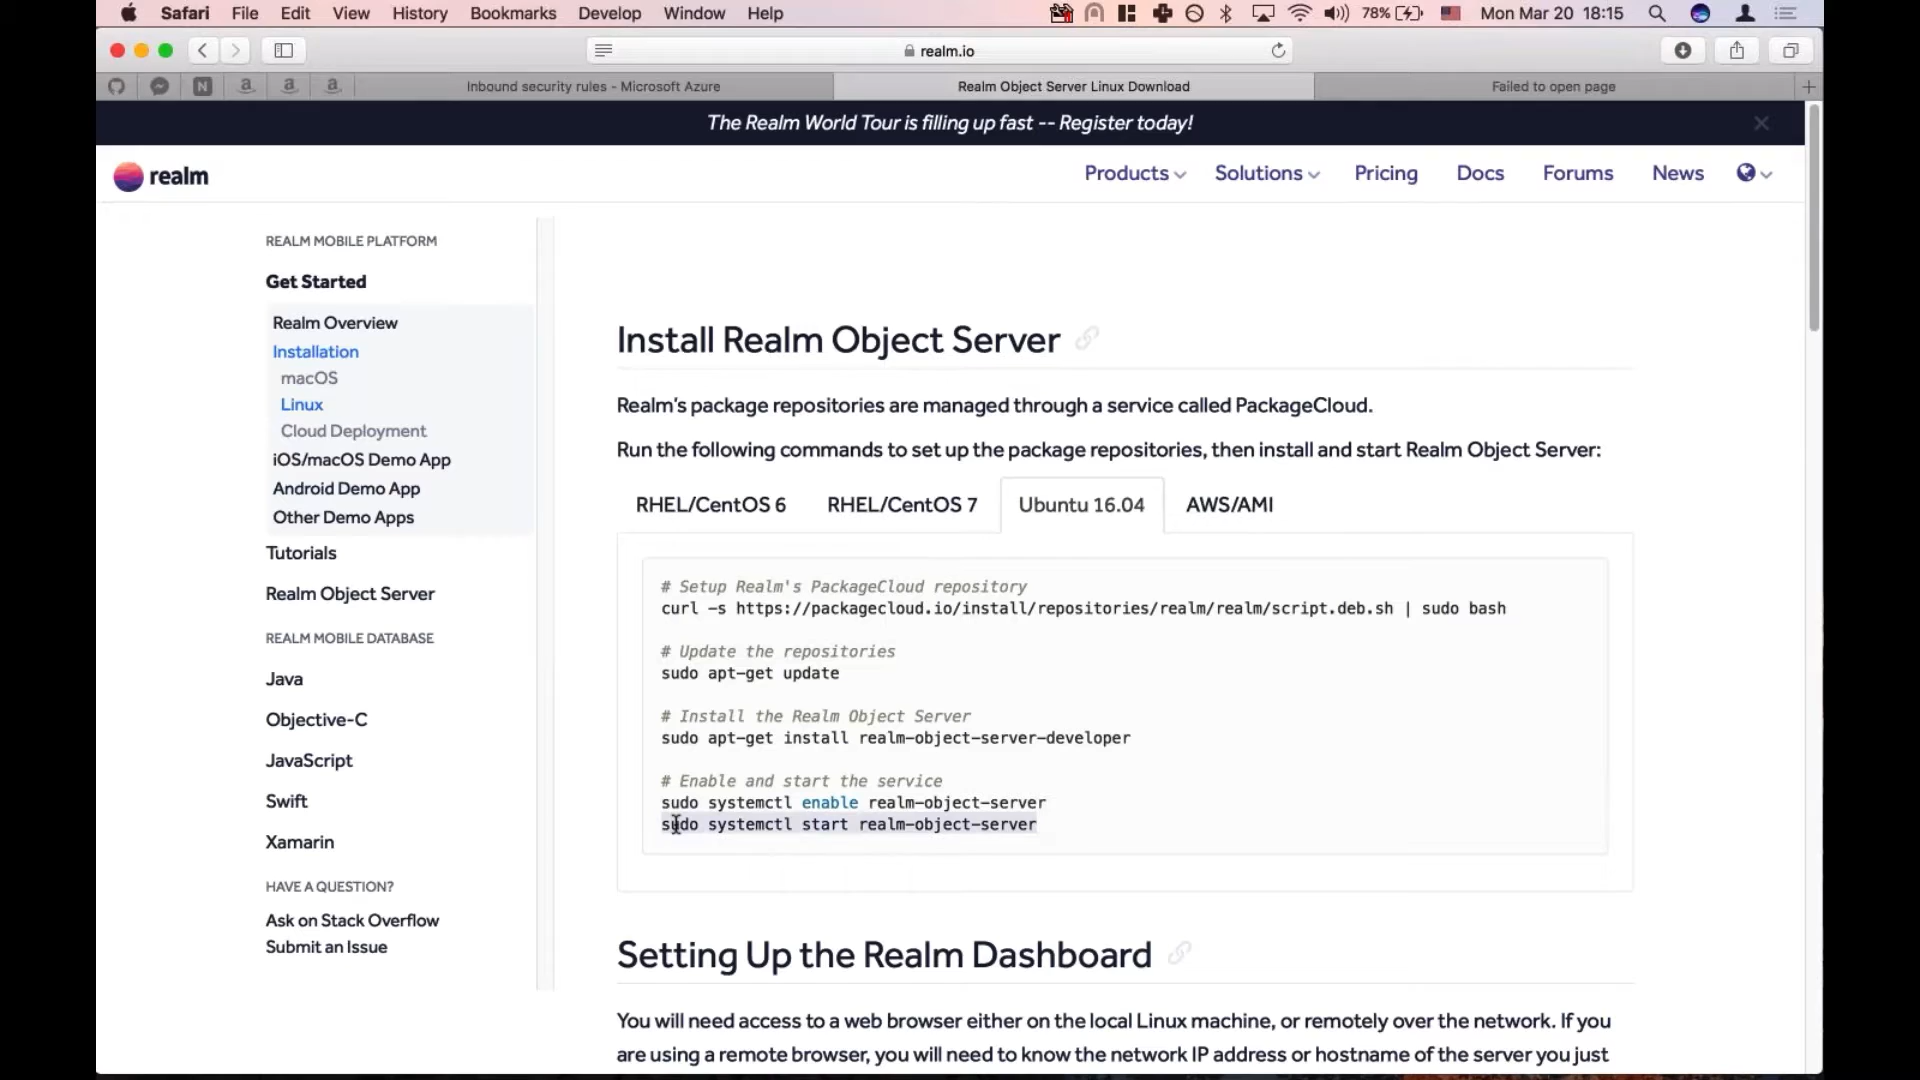 Safari File Edit View History Bookmarks Develop Window Help 78% Mon Mar 20 18:15
realm.io
N a a a Inbound security rules - Microsoft Azure Realm Object Server Linux Download Failed to open page
The Realm World Tour is filling up fast -- Register today!
realm Products Solutions Pricing Docs Forums News
REALM MOBILE PLATFORM
Get Started
Realm Overview
Installation
macOS
Linux
Cloud Deployment
iOS/macOS Demo App
Android Demo App
Other Demo Apps
Tutorials
Realm Object Server
REALM MOBILE DATABASE
Java
Objective-C
JavaScript
Swift
Xamarin
HAVE A QUESTION?
Ask on Stack Overflow
Submit an Issue
Install Realm Object Server
Realm's package repositories are managed through a service called PackageCloud.
Run the following commands to set up the package repositories, then install and start Realm Object Server:
RHEL/CentOS 6 RHEL/CentOS 7 Ubuntu 16.04 AWS/AMI
# Setup Realm's PackageCloud repository
curl -s https://packagecloud.io/install/repositories/realm/realm/script.deb.sh | sudo bash
# Update the repositories
sudo apt-get update
# Install the Realm Object Server
sudo apt-get install realm-object-server-developer
# Enable and start the service
sudo systemctl enable realm-object-server
sudo systemctl start realm-object-server
Setting Up the Realm Dashboard
You will need access to a web browser either on the local Linux machine, or remotely over the network. If you
are using a remote browser, you will need to know the network IP address or hostname of the server you just